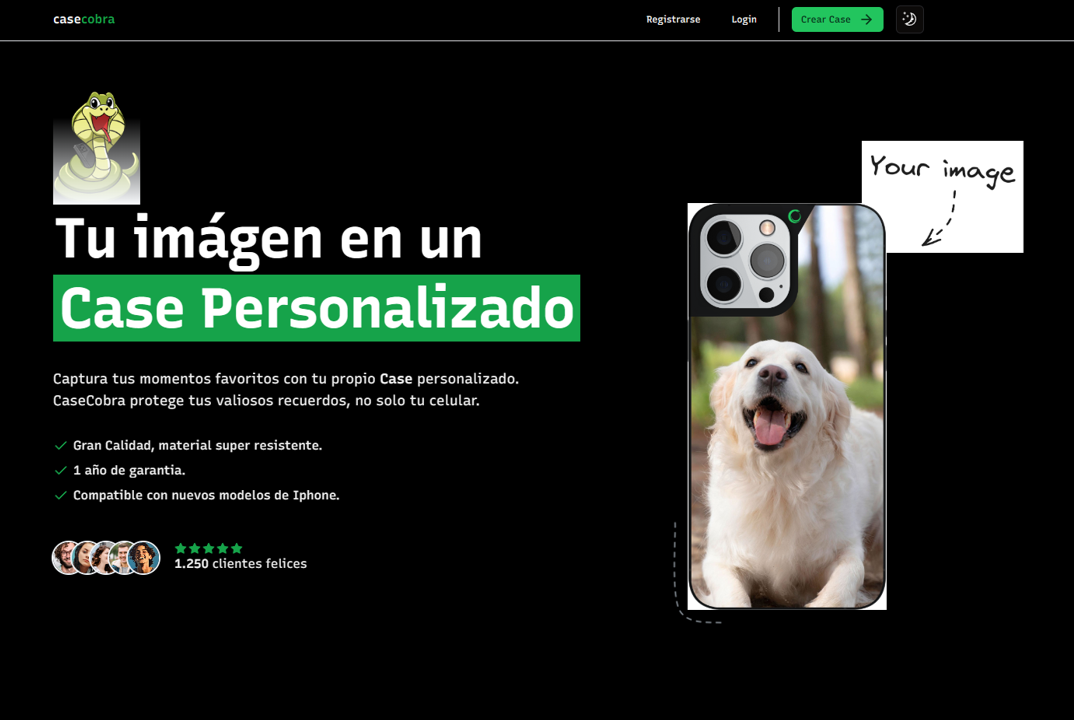 casecobra
Registrarse
Login
Crear Case
Your image
Tu imágen en un
Case Personalizado
Captura tus momentos favoritos con tu propio Case personalizado.
CaseCobra protege tus valiosos recuerdos, no solo tu celular.
Gran Calidad, material super resistente.
1 año de garantia.
Compatible con nuevos modelos de Iphone.
1.250 clientes felices